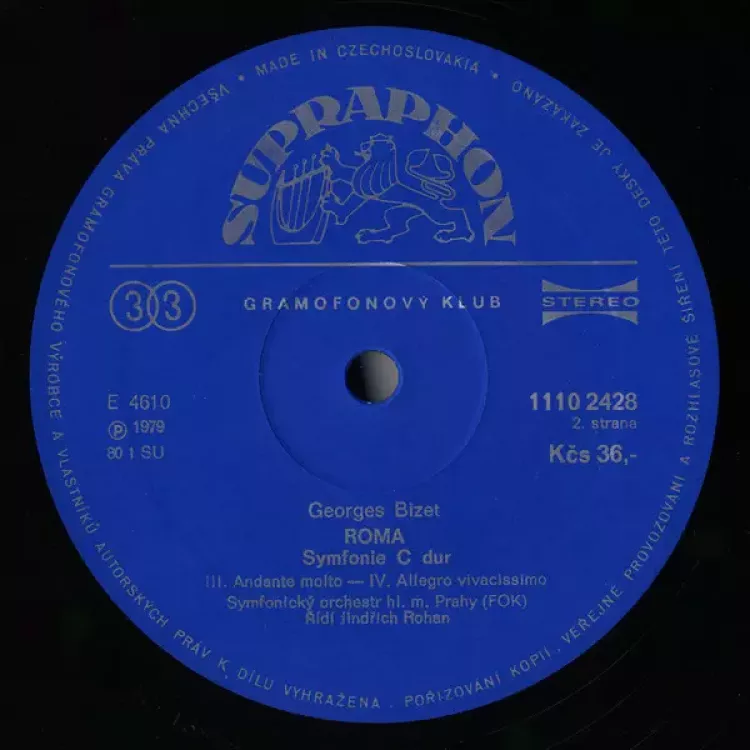 VŠECHNA PRÁVA GRAMOFONOVÉHO VÝROBCE A VLASTNÍKŮ AUTORSKÝCH PRÁV K DÍLU VYHRAŽENA . POŘIZOVÁNÍ KOPIÍ, VEŘEJNÉ PROVOZOVÁNÍ A ROZHLASOVÉ ŠÍŘENÍ TÉTO DESKY JE ZAKÁZÁNO • MADE IN CZECHOSLOVAKIA •
SUPRAPHON
33
GRAMOFONOVÝ KLUB
STEREO
E 4610
Ⓟ 1979
80 1 SU
1110 2428
2. strana
Kčs 36,-
Georges Bizet
ROMA
Symfonie C dur
III. Andante molto — IV. Allegro vivacissimo
Symfonický orchestr hl. m. Prahy (FOK)
Řídí Jindřich Rohan